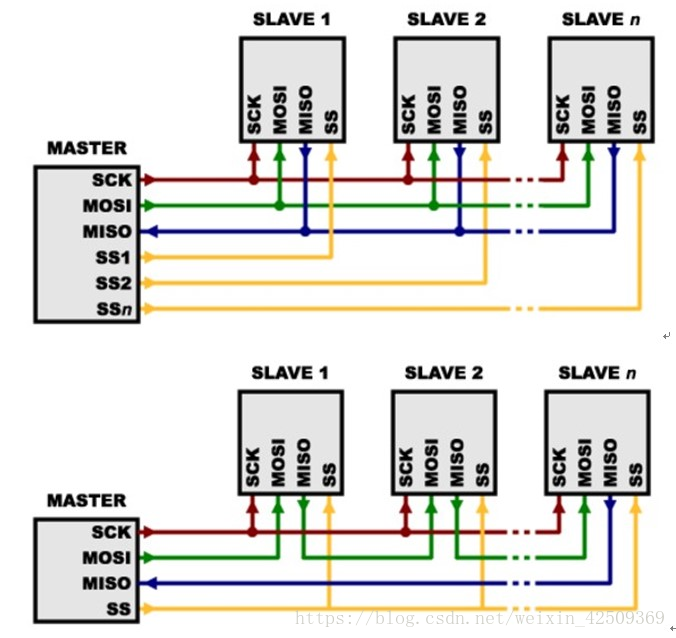 SLAVE 1 SLAVE 2 SLAVE n
SCK MOSI MISO SS SCK MOSI MISO SS SCK MOSI MISO SS
MASTER
SCK
MOSI
MISO
SS1
SS2
SSn
SLAVE 1 SLAVE 2 SLAVE n
SCK MOSI MISO SS SCK MOSI MISO SS SCK MOSI MISO SS
MASTER
SCK
MOSI
MISO
SS
https://blog.csdn.net/weixin_42509369